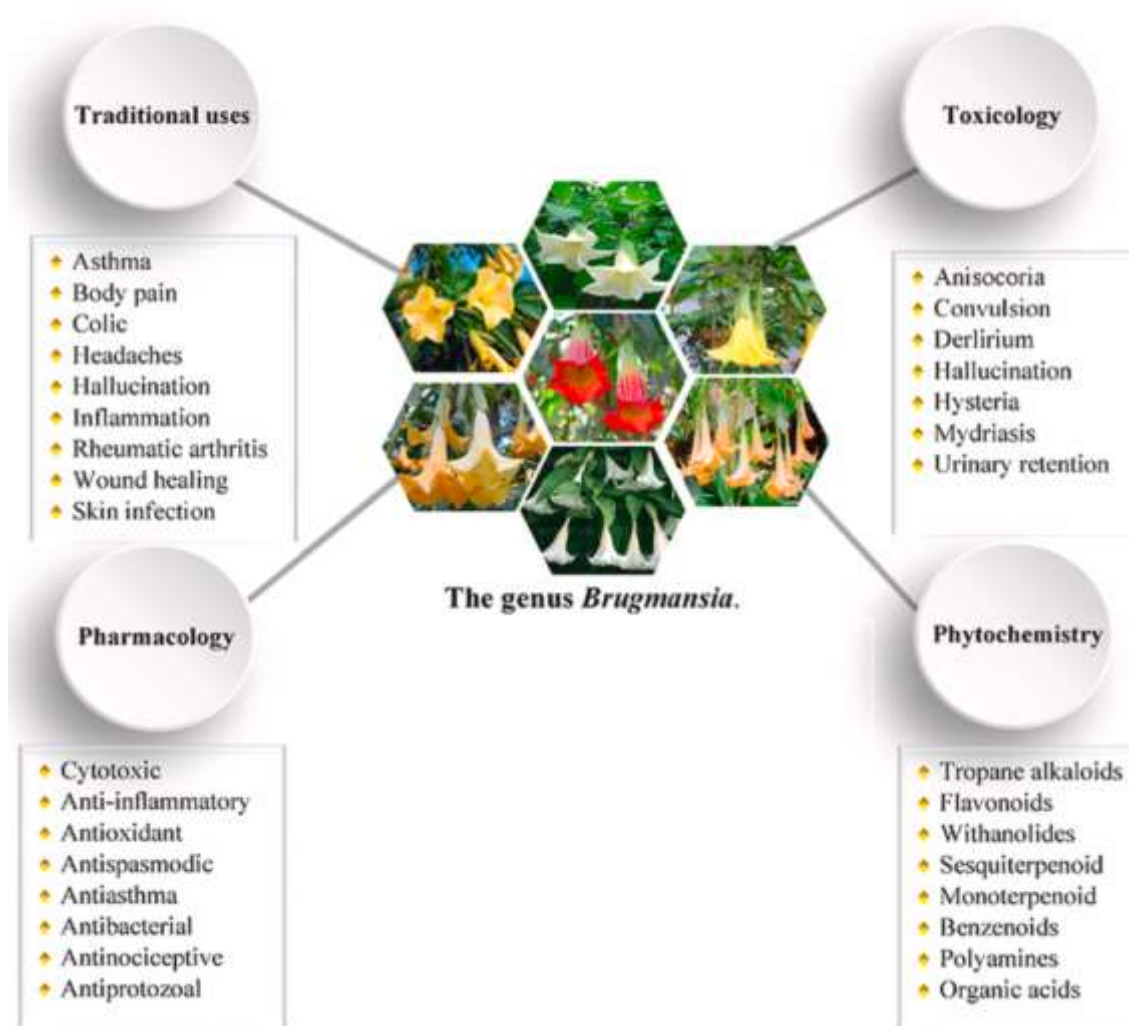 Traditional uses
Asthma
Body pain
Colic
Headaches
Hallucination
Inflammation
Rheumatic arthritis
Wound healing
Skin infection
Toxicology
Anisocoria
Convulsion
Derlirium
Hallucination
Hysteria
Mydriasis
Urinary retention
The genus Brugmansia.
Pharmacology
Cytotoxic
Anti-inflammatory
Antioxidant
Antispasmodic
Antiasthma
Antibacterial
Antinociceptive
Antiprotozoal
Phytochemistry
Tropane alkaloids
Flavonoids
Withanolides
Sesquiterpenoid
Monoterpenoid
Benzenoids
Polyamines
Organic acids